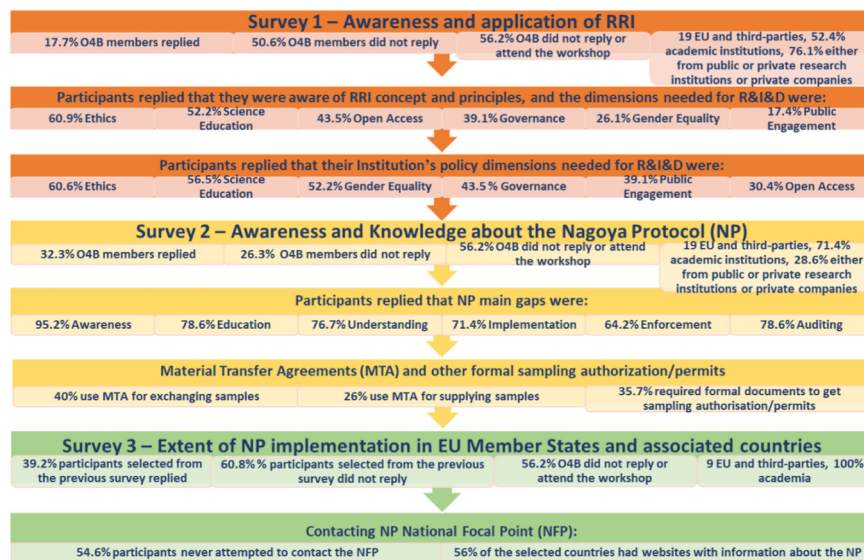 Survey 1 – Awareness and application of RRI
17.7% O4B members replied
50.6% O4B members did not reply
56.2% O4B did not reply or
attend the workshop
19 EU and third-parties, 52.4%
academic institutions, 76.1% either
from public or private research
institutions or private companies
Participants replied that they were aware of RRI concept and principles, and the dimensions needed for R&I&D were:
60.9% Ethics
52.2% Science
Education
43.5% Open Access
39.1% Governance
26.1% Gender Equality
17.4% Public
Engagement
Participants replied that their Institution's policy dimensions needed for R&I&D were:
60.6% Ethics
56.5% Science
Education
52.2% Gender Equality
43.5% Governance
39.1% Public
Engagement
30.4% Open Access
Survey 2 – Awareness and Knowledge about the Nagoya Protocol (NP)
32.3% O4B members replied
26.3% O4B members did not reply
56.2% O4B did not reply or attend
the workshop
19 EU and third-parties, 71.4%
academic institutions, 28.6% either
from public or private research
institutions or private companies
Participants replied that NP main gaps were:
95.2% Awareness
78.6% Education
76.7% Understanding
71.4% Implementation
64.2% Enforcement
78.6% Auditing
Material Transfer Agreements (MTA) and other formal sampling authorization/permits
40% use MTA for exchanging samples
26% use MTA for supplying samples
35.7% required formal documents to get
sampling authorisation/permits
Survey 3 – Extent of NP implementation in EU Member States and associated countries
39.2% participants selected from
the previous survey replied
60.8% % participants selected from the previous
survey did not reply
56.2% O4B did not reply or
attend the workshop
9 EU and third-parties, 100%
academia
Contacting NP National Focal Point (NFP):
54.6% participants never attempted to contact the NFP
56% of the selected countries had websites with information about the NP